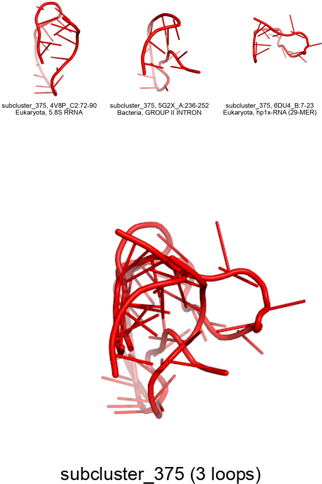 subcluster_375, 4V8P_C2:72-90
Eukaryota, 5.8S RRNA
subcluster_375, 5G2X_A:236-252
Bacteria, GROUP II INTRON
subcluster_375, 6DU4_B:7-23
Eukaryota, hp1x-RNA (29-MER)
subcluster_375 (3 loops)